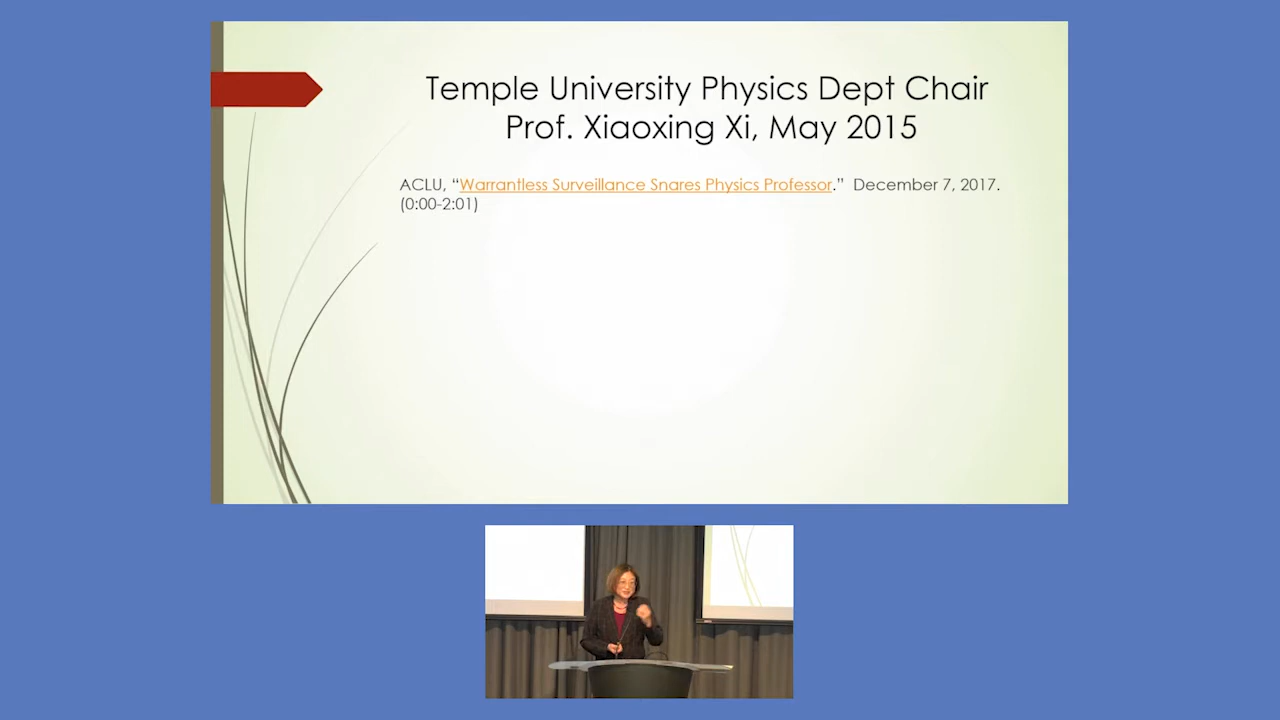 Temple University Physics Dept Chair
Prof. Xiaoxing Xi, May 2015
ACLU, “Warrantless Surveillance Snares Physics Professor.”  December 7, 2017.
(0:00-2:01)